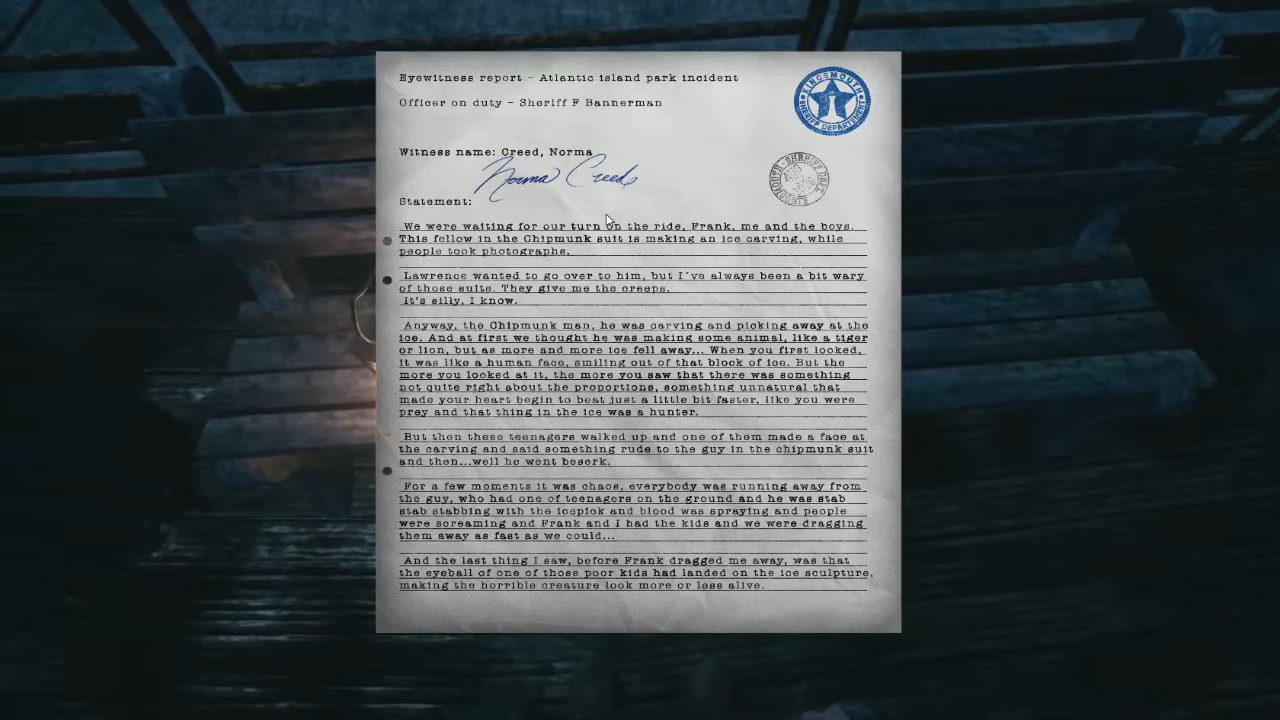 Eyewitness report - Atlantic island park incident
KINGSMOUTH
SHERIFF DEPARTEMENT
Officer on duty - Sheriff F Bannerman
Witness name: Creed, Norma
Norma Creed
Statement:
We were waiting for our turn on the ride, Frank, me and the boys.
This fellow in the Chipmunk suit is making an ice carving, while
people took photographs.
Lawrence wanted to go over to him, but I've always been a bit wary
of those suits. They give me the creeps.
It's silly, I know.
Anyway, the Chipmunk man, he was carving and picking away at the
ice. And at first we thought he was making some animal, like a tiger
or lion, but as more and more ice fell away... When you first looked,
it was like a human face, smiling out of that block of ice. But the
more you looked at it, the more you saw that there was something
not quite right about the proportions, something unnatural that
made your heart begin to beat just a little bit faster, like you were
prey and that thing in the ice was a hunter.
But then these teenagers walked up and one of them made a face at
the carving and said something rude to the guy in the chipmunk suit
and then...well he went beserk.
For a few moments it was chaos, everybody was running away from
the guy, who had one of teenagers on the ground and he was stab
stab stabbing with the icepick and blood was spraying and people
were screaming and Frank and I had the kids and we were dragging
them away as fast as we could...
And the last thing I saw, before Frank dragged me away, was that
the eyeball of one of those poor kids had landed on the ice sculpture,
making the horrible creature look more or less alive.